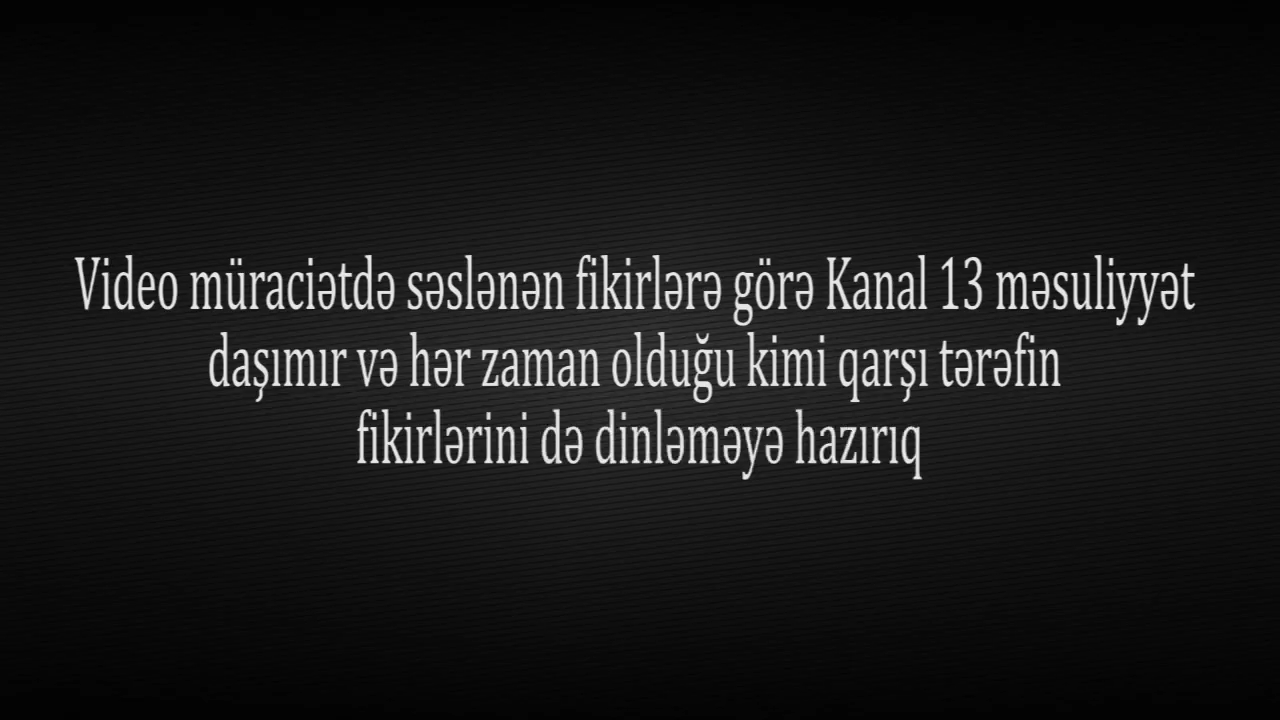 Video müraciətdə səslənən fikirlərə görə Kanal 13 məsuliyyət
daşımır və hər zaman olduğu kimi qarşı tərəfin
fikirlərini də dinləməyə hazırıq